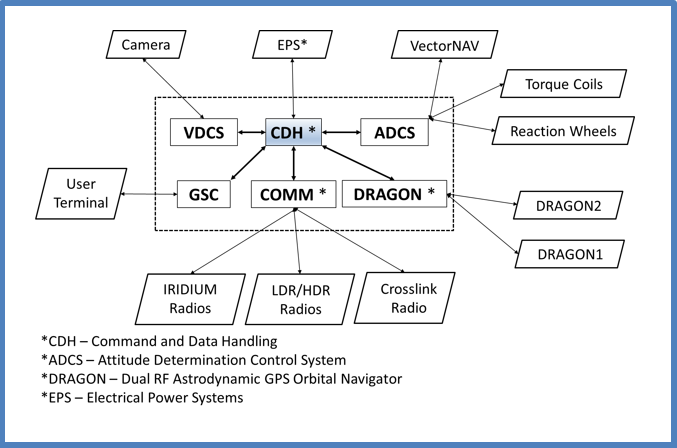 Camera
EPS*
VectorNAV
Torque Coils
VDCS
CDH *
ADCS
Reaction Wheels
User
Terminal
GSC
COMM *
DRAGON *
DRAGON2
DRAGON1
IRIDIUM
Radios
LDR/HDR
Radios
Crosslink
Radio
*CDH – Command and Data Handling
*ADCS – Attitude Determination Control System
*DRAGON – Dual RF Astrodynamic GPS Orbital Navigator
*EPS – Electrical Power Systems